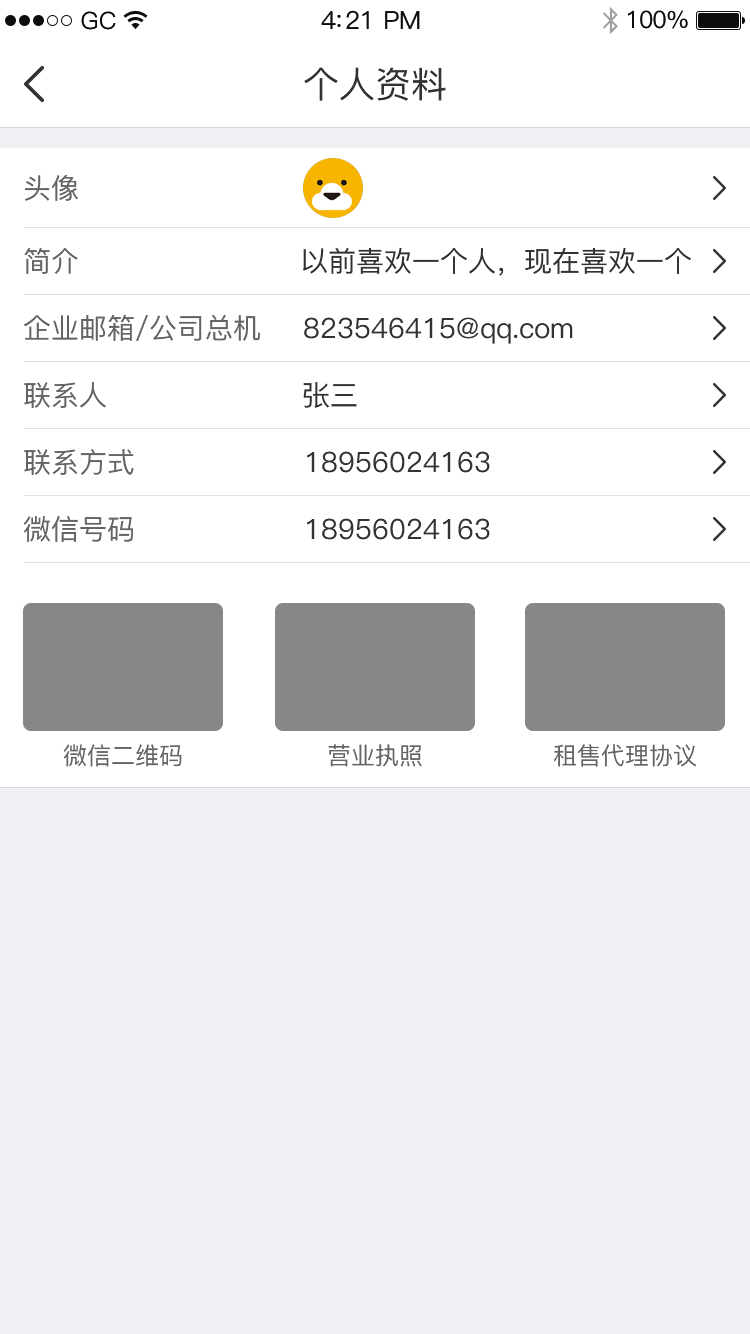 GC 4:21 PM 100%
个人资料
头像
简介 以前喜欢一个人，现在喜欢一个
企业邮箱/公司总机 823546415@qq.com
联系人 张三
联系方式 18956024163
微信号码 18956024163
微信二维码 营业执照 租售代理协议